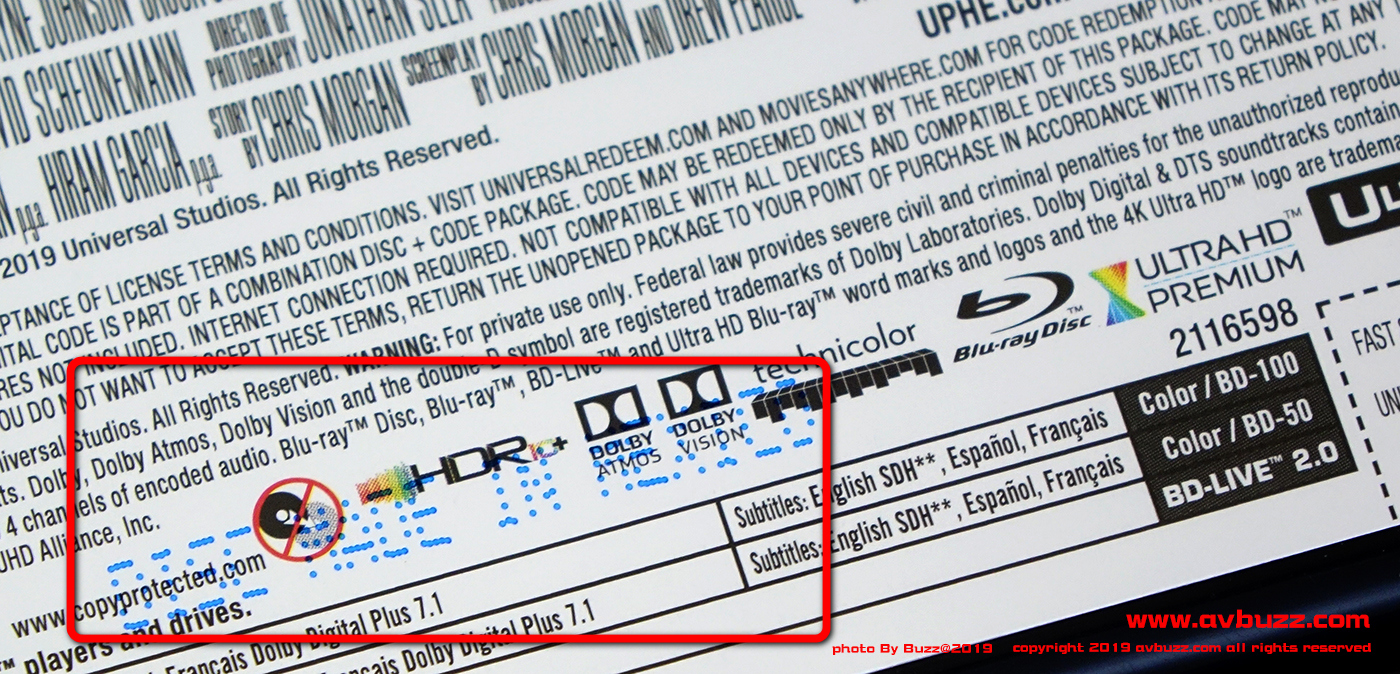 NE JOHNSON
DIRECTOR OF PHOTOGRAPHY JONATHAN SELA
UPHE.CO
VID SCHEUNEMANN
STORY BY CHRIS MORGAN SCREENPLAY BY CHRIS MORGAN AND DREW PEARCE
HIRAM GARCIA p.g.a.
2019 Universal Studios. All Rights Reserved.
PTANCE OF LICENSE TERMS AND CONDITIONS. VISIT UNIVERSALREDEEM.COM AND MOVIESANYWHERE.COM FOR CODE REDEMPTION
ITAL CODE IS PART OF A COMBINATION DISC + CODE PACKAGE. CODE MAY BE REDEEMED ONLY BY THE RECIPIENT OF THIS PACKAGE. CODE MAY
RES NOT INCLUDED. INTERNET CONNECTION REQUIRED. NOT COMPATIBLE WITH ALL DEVICES AND COMPATIBLE DEVICES SUBJECT TO CHANGE AT ANY
YOU DO NOT WANT TO ACCEPT THESE TERMS, RETURN THE UNOPENED PACKAGE TO YOUR POINT OF PURCHASE IN ACCORDANCE WITH ITS RETURN POLICY.
niversal Studios. All Rights Reserved. WARNING: For private use only. Federal law provides severe civil and criminal penalties for the unauthorized reprodu
ts. Dolby, Dolby Atmos, Dolby Vision and the double-D symbol are registered trademarks of Dolby Laboratories. Dolby Digital & DTS soundtracks contain
4 channels of encoded audio. Blu-ray™ Disc, Blu-ray™, BD-LIVE™ and Ultra HD Blu-ray™ word marks and logos and the 4K Ultra HD™ logo are tradema
UHD Alliance, Inc.
HDR10+
DOLBY ATMOS
DOLBY VISION
technicolor
Blu-ray Disc
ULTRA HD™ PREMIUM
www.copyprotected.com
™ players and drives.
2116598
Subtitles: English SDH**, Español, Français
Color / BD-100
Subtitles: English SDH**, Español, Français
Color / BD-50
BD-LIVE™ 2.0
Français Dolby Digital Plus 7.1
çais Dolby Digital Plus 7.1
FAST
www.avbuzz.com
photo By Buzz@2019 copyright 2019 avbuzz.com all rights reserved